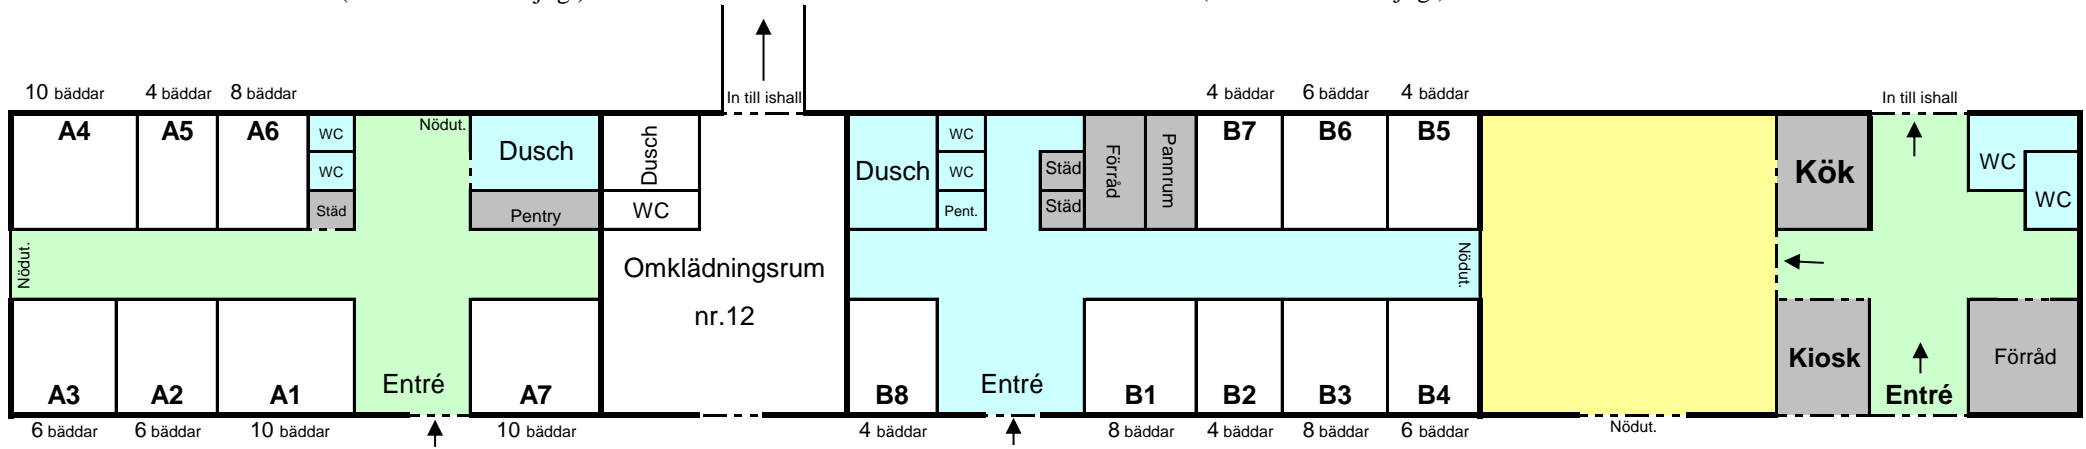 In till ishall
In till ishall
10 bäddar
4 bäddar
8 bäddar
4 bäddar
6 bäddar
4 bäddar
A4
A5
A6
WC
WC
Städ
Nödut.
Dusch
Pentry
Dusch
WC
Dusch
WC
WC
Pent.
Städ
Städ
Förråd
Pannrum
B7
B6
B5
Kök
WC
WC
Nödut.
Omklädningsrum
nr.12
Nödut.
A3
A2
A1
Entré
A7
B8
Entré
B1
B2
B3
B4
Kiosk
Entré
Förråd
6 bäddar
6 bäddar
10 bäddar
10 bäddar
4 bäddar
8 bäddar
4 bäddar
8 bäddar
6 bäddar
Nödut.